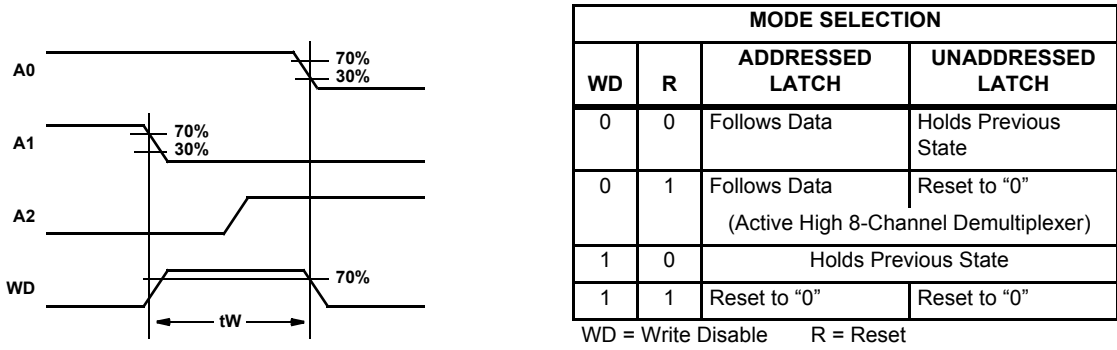 A0
70%
30%
A1
70%
30%
A2
WD
70%
tW
MODE SELECTION
WD R ADDRESSED LATCH UNADDRESSED LATCH
0 0 Follows Data Holds Previous State
0 1 Follows Data Reset to “0”
(Active High 8-Channel Demultiplexer)
1 0 Holds Previous State
1 1 Reset to “0” Reset to “0”
WD = Write Disable R = Reset